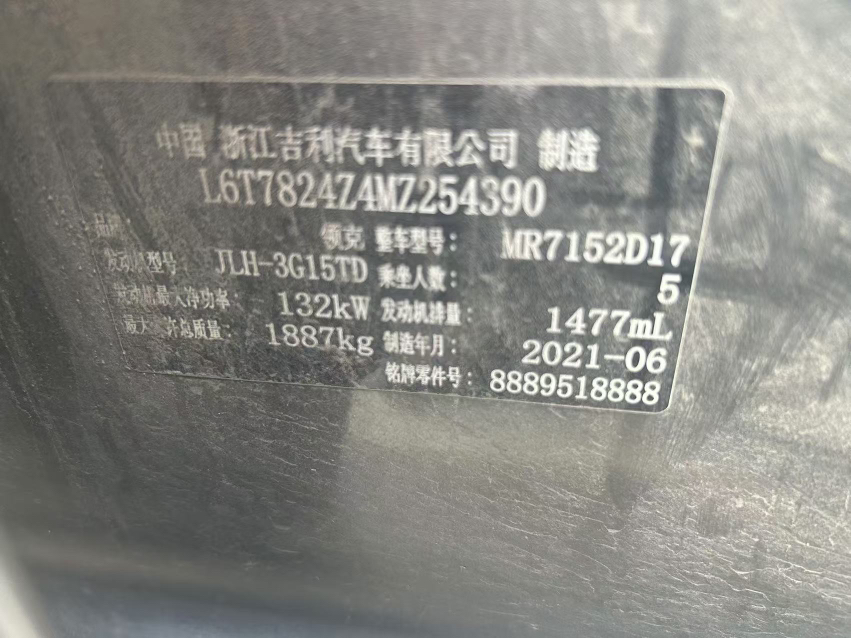 中国 浙江吉利汽车有限公司 制造
L6T7824Z4MZ254390
品牌: 领克 整车型号: MR7152D17
发动机型号: JLH-3G15TD 乘坐人数: 5
发动机最大净功率: 132kW 发动机排量: 1477mL
最大 许总质量: 1887kg 制造年月: 2021-06
铭牌零件号: 8889518888